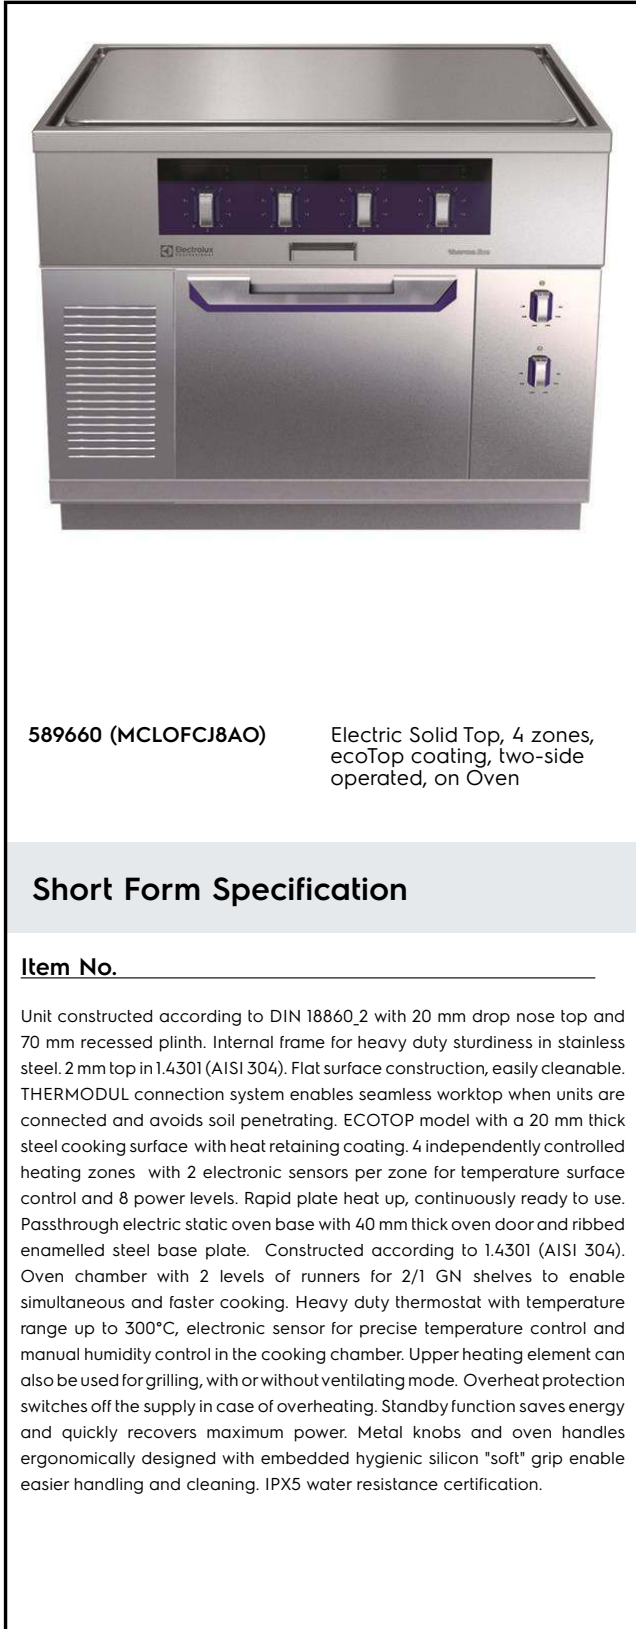 Electrolux
PROFESSIONAL
thermaline
589660 (MCLOFCJ8AO)
Electric Solid Top, 4 zones,
ecoTop coating, two-side
operated, on Oven
Short Form Specification
Item No.
Unit constructed according to DIN 18860_2 with 20 mm drop nose top and
70 mm recessed plinth. Internal frame for heavy duty sturdiness in stainless
steel. 2 mm top in 1.4301 (AISI 304). Flat surface construction, easily cleanable.
THERMODUL connection system enables seamless worktop when units are
connected and avoids soil penetrating. ECOTOP model with a 20 mm thick
steel cooking surface with heat retaining coating. 4 independently controlled
heating zones with 2 electronic sensors per zone for temperature surface
control and 8 power levels. Rapid plate heat up, continuously ready to use.
Passthrough electric static oven base with 40 mm thick oven door and ribbed
enamelled steel base plate. Constructed according to 1.4301 (AISI 304).
Oven chamber with 2 levels of runners for 2/1 GN shelves to enable
simultaneous and faster cooking. Heavy duty thermostat with temperature
range up to 300°C, electronic sensor for precise temperature control and
manual humidity control in the cooking chamber. Upper heating element can
also be used for grilling, with or without ventilating mode. Overheat protection
switches off the supply in case of overheating. Standby function saves energy
and quickly recovers maximum power. Metal knobs and oven handles
ergonomically designed with embedded hygienic silicon "soft" grip enable
easier handling and cleaning. IPX5 water resistance certification.